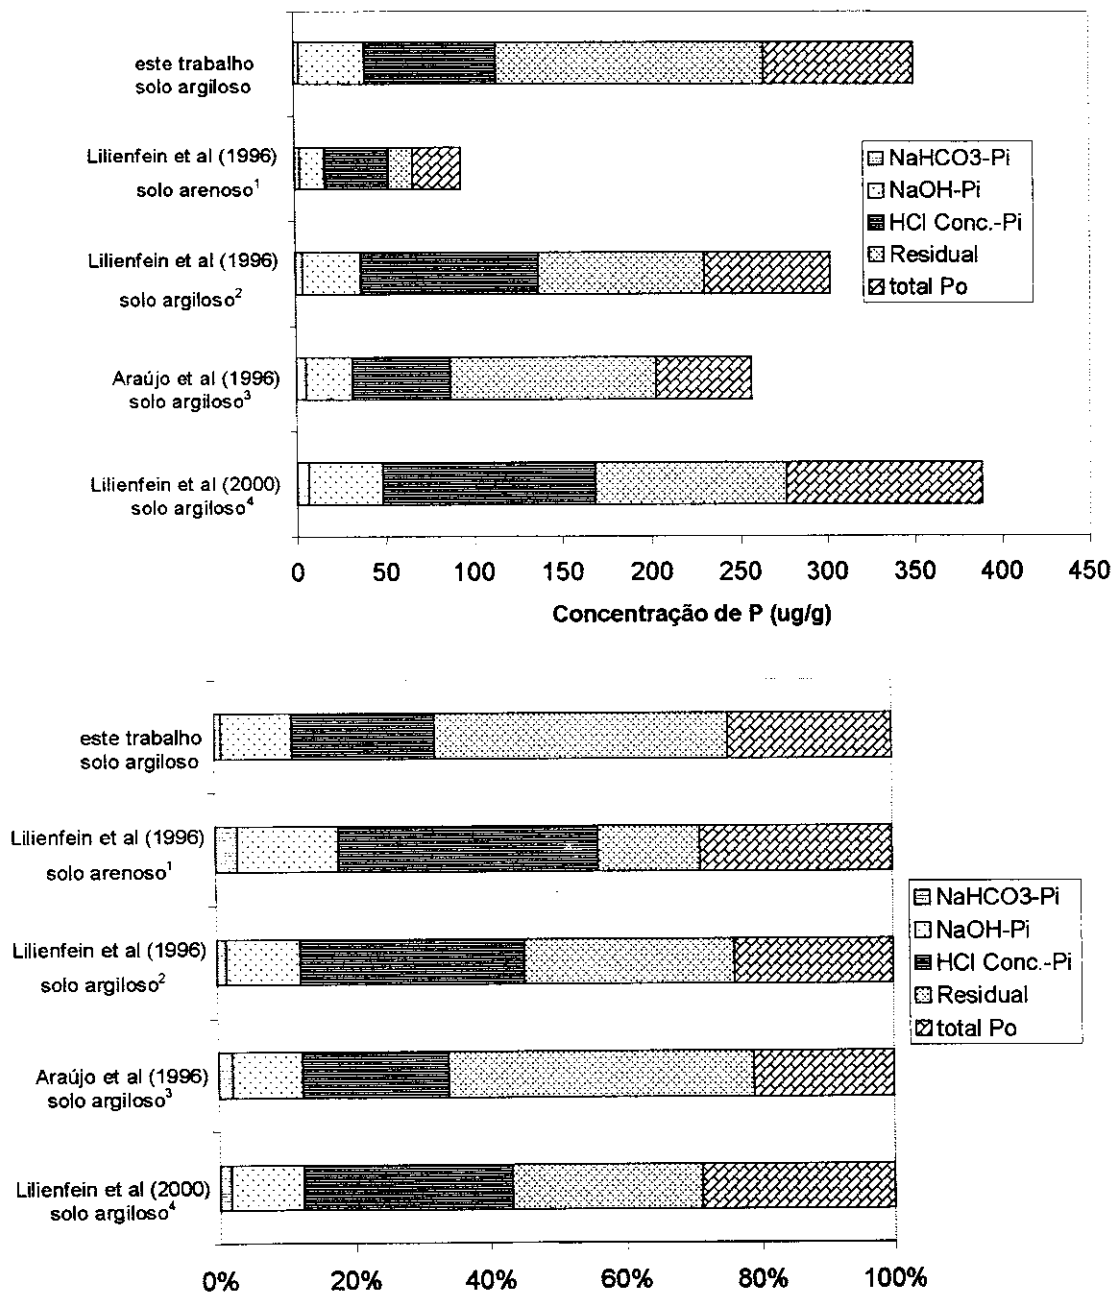 este trabalho
solo argiloso
Lilienfein et al (1996)
solo arenoso¹
Lilienfein et al (1996)
solo argiloso²
Araújo et al (1996)
solo argiloso³
Lilienfein et al (2000)
solo argiloso⁴
NaHCO3-Pi
NaOH-Pi
HCl Conc.-Pi
Residual
total Po
0 50 100 150 200 250 300 350 400 450
Concentração de P (ug/g)
este trabalho
solo argiloso
Lilienfein et al (1996)
solo arenoso¹
Lilienfein et al (1996)
solo argiloso²
Araújo et al (1996)
solo argiloso³
Lilienfein et al (2000)
solo argiloso⁴
NaHCO3-Pi
NaOH-Pi
HCl Conc.-Pi
Residual
total Po
0% 20% 40% 60% 80% 100%